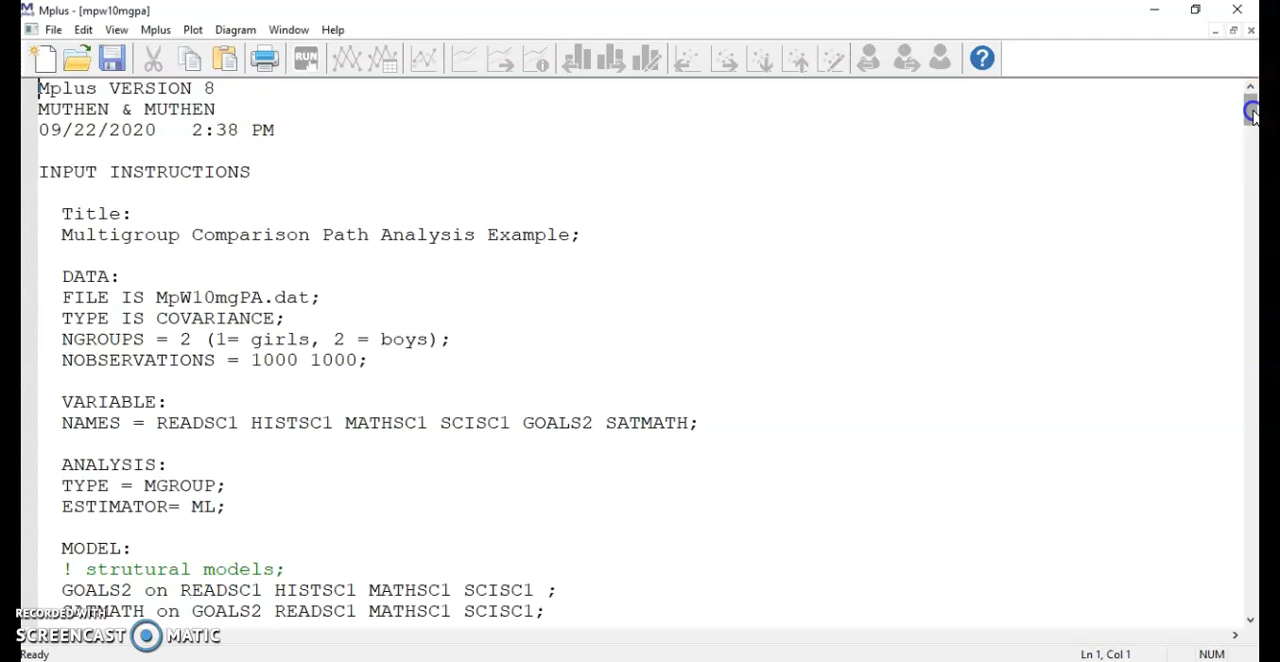 Mplus - [mpw10mgpa]
File Edit View Mplus Plot Diagram Window Help
RUN
Mplus VERSION 8
MUTHEN & MUTHEN
09/22/2020 2:38 PM
INPUT INSTRUCTIONS
Title:
Multigroup Comparison Path Analysis Example;
DATA:
FILE IS MpW10mgPA.dat;
TYPE IS COVARIANCE;
NGROUPS = 2 (1= girls, 2 = boys);
NOBSERVATIONS = 1000 1000;
VARIABLE:
NAMES = READSC1 HISTSC1 MATHSC1 SCISC1 GOALS2 SATMATH;
ANALYSIS:
TYPE = MGROUP;
ESTIMATOR= ML;
MODEL:
! strutural models;
GOALS2 on READSC1 HISTSC1 MATHSC1 SCISC1 ;
SATMATH on GOALS2 READSC1 MATHSC1 SCISC1;
RECORDED WITH
SCREENCAST MATIC
Ready Ln 1, Col 1 NUM